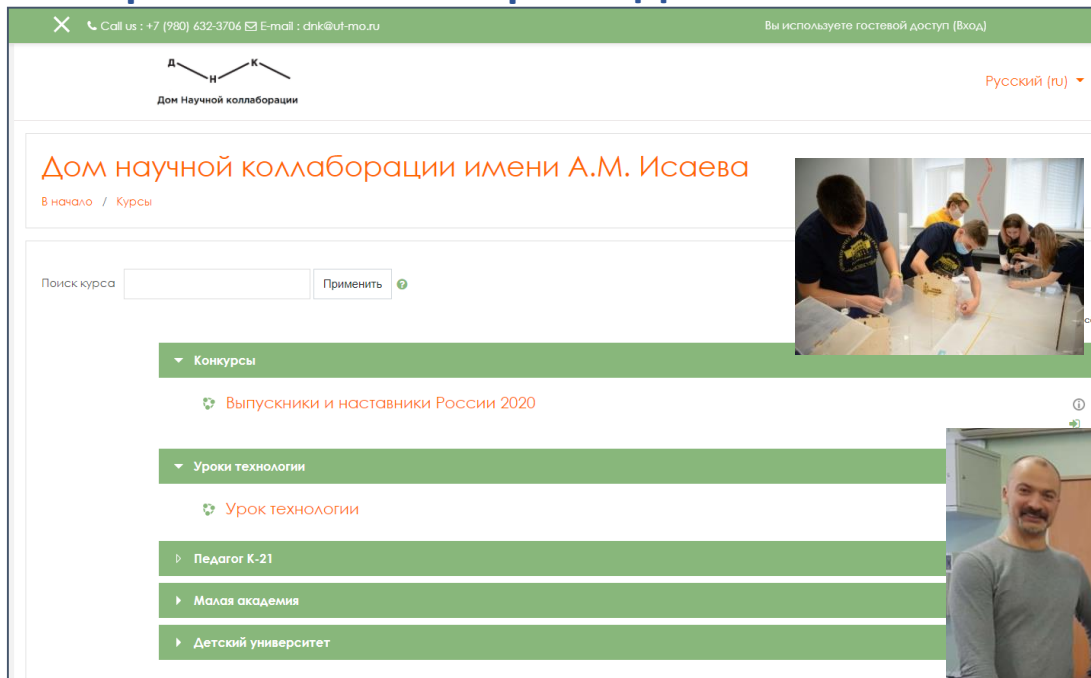 Call us : +7 (980) 632-3706 E-mail : dnk@ut-mo.ru
Вы используете гостевой доступ (Вход)
Д Н К
Дом Научной коллаборации
Русский (ru)
Дом научной коллаборации имени А.М. Исаева
В начало / Курсы
Поиск курса Применить
Конкурсы
Выпускники и наставники России 2020
Уроки технологии
Урок технологии
Педагог К-21
Малая академия
Детский университет